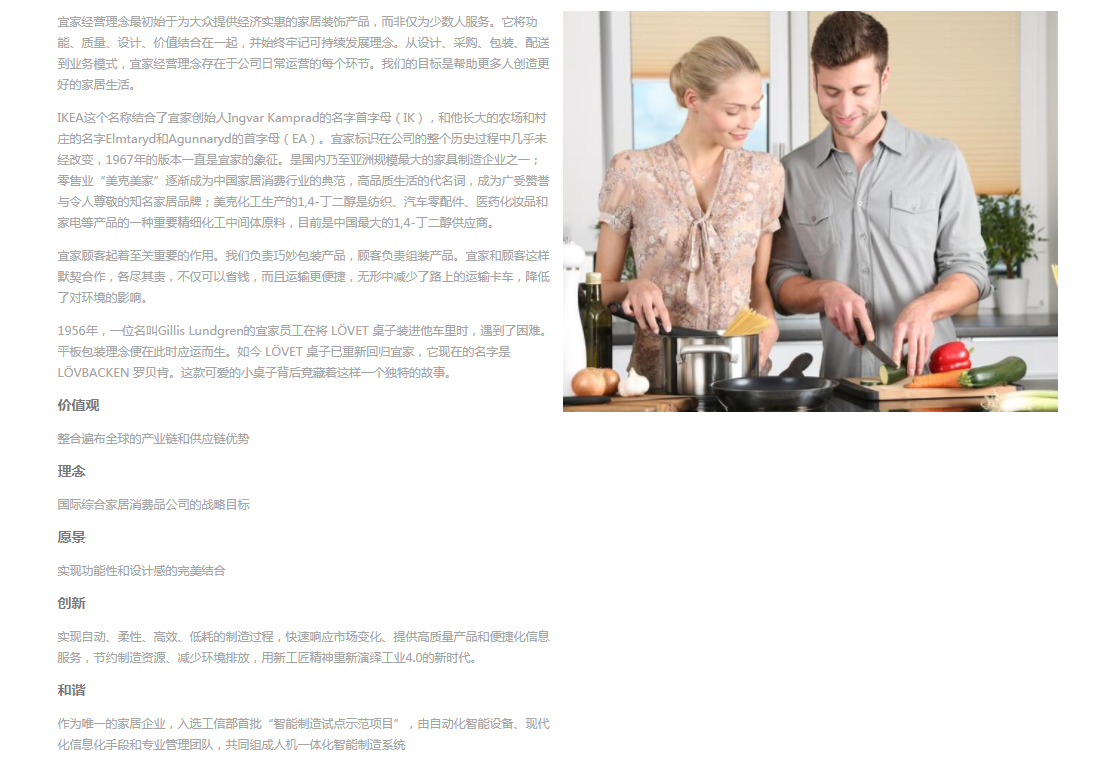 宜家经营理念最初始于为大众提供经济实惠的家居装饰产品，而非仅为少数人服务。它将功
能、质量、设计、价值结合在一起，并始终牢记可持续发展理念。从设计、采购、包装、配送
到业务模式，宜家经营理念存在于公司日常运营的每个环节。我们的目标是帮助更多人创造更
好的家居生活。
IKEA这个名称结合了宜家创始人Ingvar Kamprad的名字首字母（IK），和他长大的农场和村
庄的名字Elmtaryd和Agunnaryd的首字母（EA）。宜家标识在公司的整个历史过程中几乎未
经改变，1967年的版本一直是宜家的象征。是国内乃至亚洲规模最大的家具制造企业之一；
零售业“美克美家”逐渐成为中国家居消费行业的典范，高品质生活的代名词，成为广受赞誉
与令人尊敬的知名家居品牌；美克化工生产的1,4-丁二醇是纺织、汽车零配件、医药化妆品和
家电等产品的一种重要精细化工中间体原料，目前是中国最大的1,4-丁二醇供应商。
宜家顾客起着至关重要的作用。我们负责巧妙包装产品，顾客负责组装产品。宜家和顾客这样
默契合作，各尽其责，不仅可以省钱，而且运输更便捷，无形中减少了路上的运输卡车，降低
了对环境的影响。
1956年，一位名叫Gillis Lundgren的宜家员工在将 LÖVET 桌子装进他车里时，遇到了困难。
平板包装理念便在此时应运而生。如今 LÖVET 桌子已重新回归宜家，它现在的名字是
LÖVBACKEN 罗贝肯。这款可爱的小桌子背后竟藏着这样一个独特的故事。
价值观
整合遍布全球的产业链和供应链优势
理念
国际综合家居消费品公司的战略目标
愿景
实现功能性和设计感的完美结合
创新
实现自动、柔性、高效、低耗的制造过程，快速响应市场变化、提供高质量产品和便捷化信息
服务，节约制造资源、减少环境排放，用新工匠精神重新演绎工业4.0的新时代。
和谐
作为唯一的家居企业，入选工信部首批“智能制造试点示范项目”，由自动化智能设备、现代
化信息化手段和专业管理团队，共同组成人机一体化智能制造系统